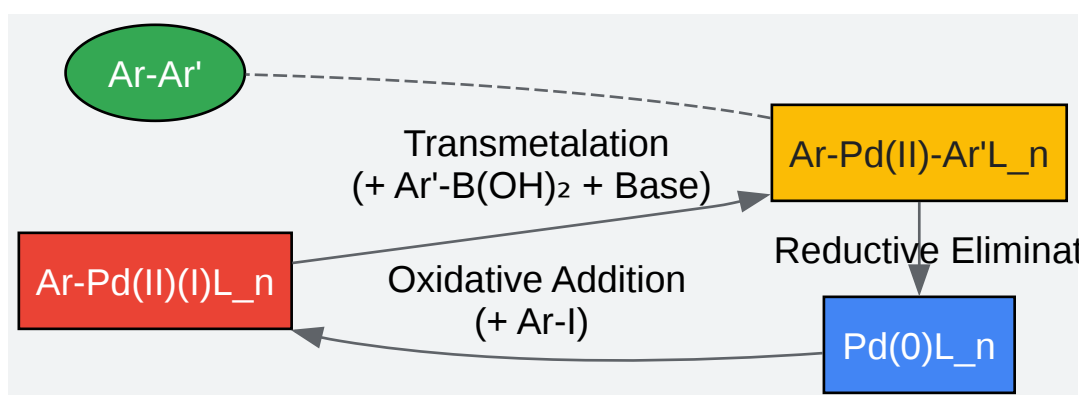 Ar-Ar'
Transmetalation
(+ Ar'-B(OH)₂ + Base)
Ar-Pd(II)-Ar'L_n
Reductive Eliminat
Ar-Pd(II)(I)L_n
Oxidative Addition
(+ Ar-I)
Pd(0)L_n